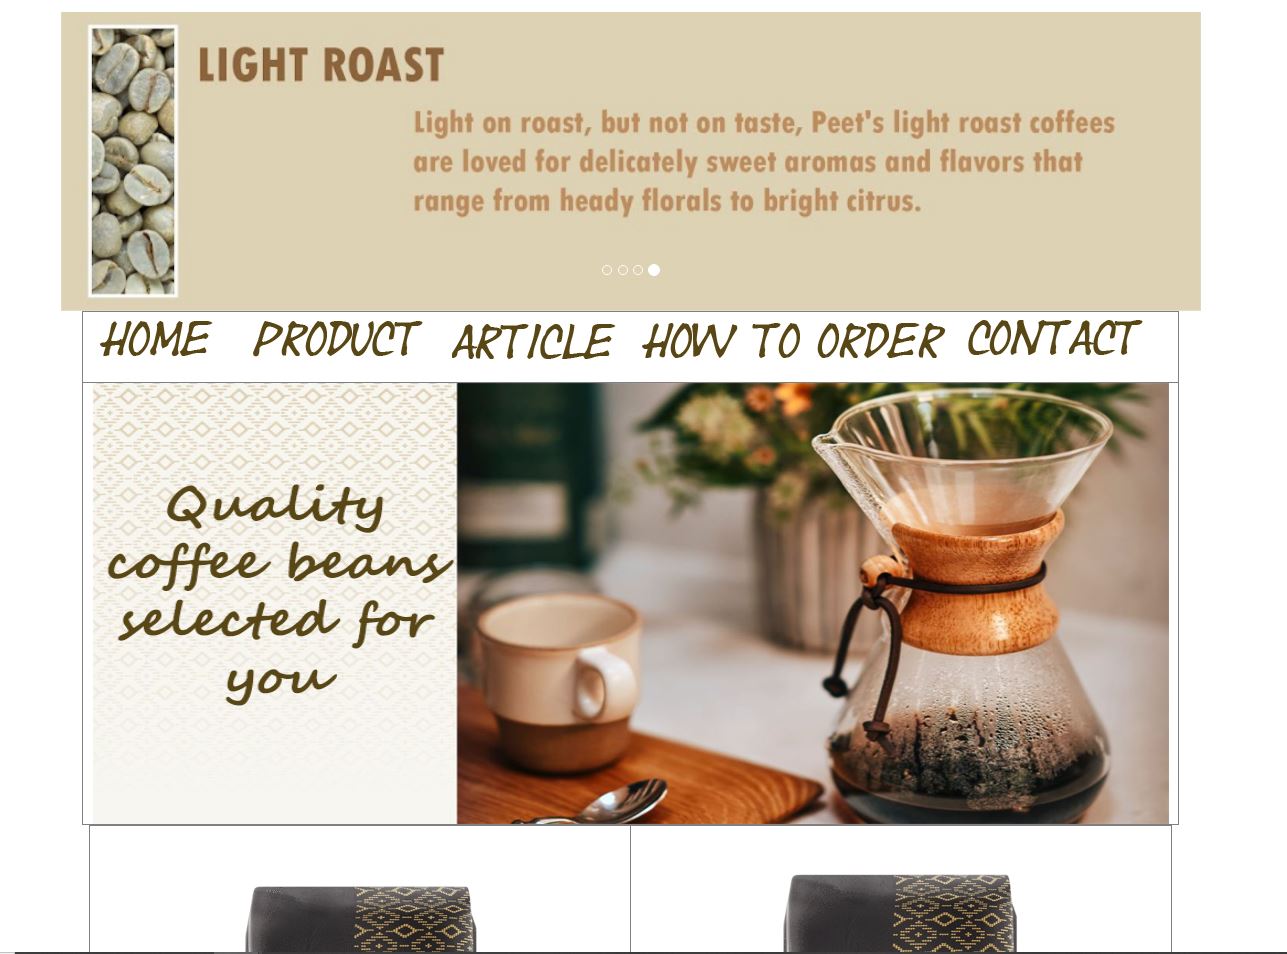 LIGHT ROAST
Light on roast, but not on taste, Peet's light roast coffees
are loved for delicately sweet aromas and flavors that
range from heady florals to bright citrus.
HOME PRODUCT ARTICLE HOW TO ORDER CONTACT
Quality
coffee beans
selected for
you